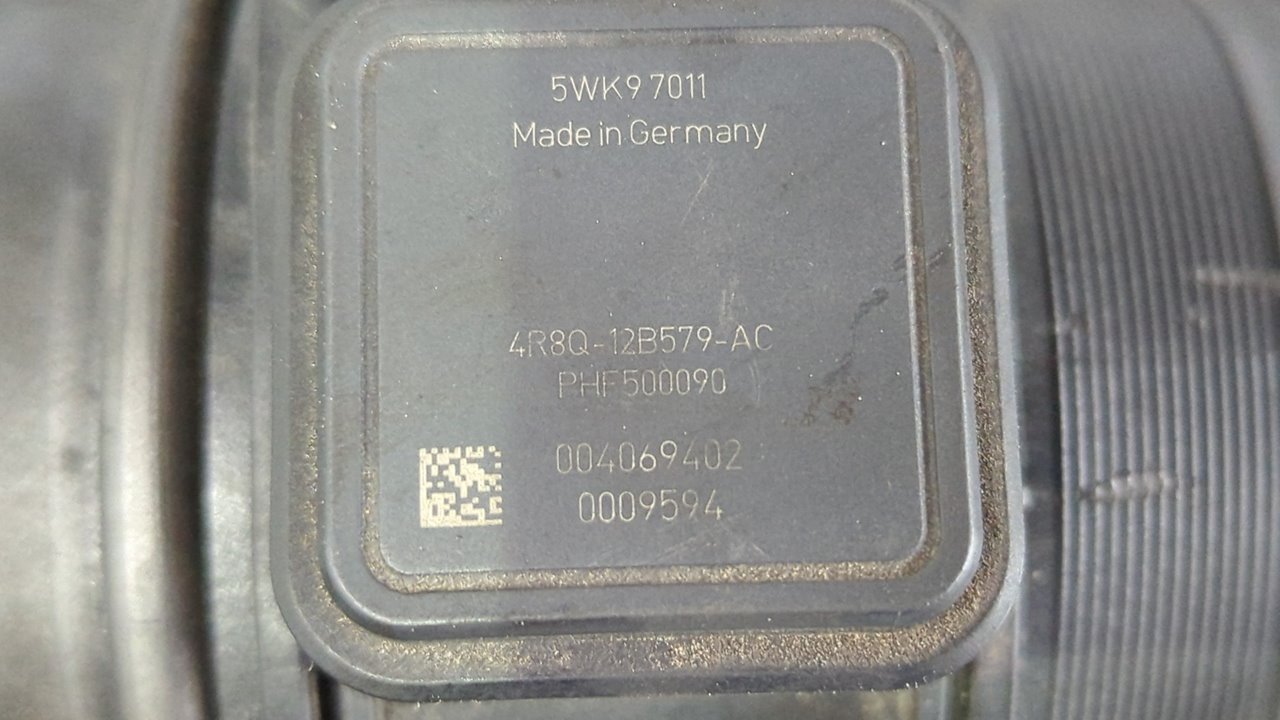 5WK9 7011
Made in Germany
4R8Q-12B579-AC
PHF500090
004069402
0009594